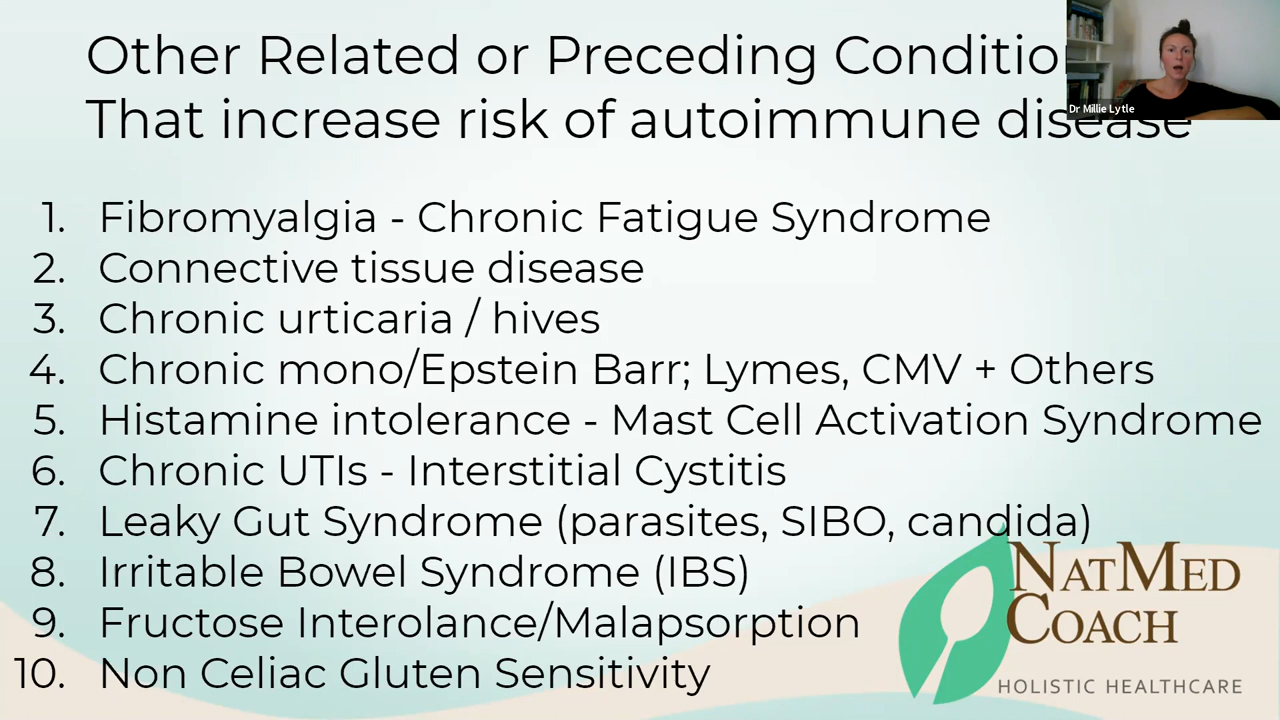 Other Related or Preceding Conditio
That increase risk of autoimmune disease
Dr Millie Lytle
1. Fibromyalgia - Chronic Fatigue Syndrome
2. Connective tissue disease
3. Chronic urticaria / hives
4. Chronic mono/Epstein Barr; Lymes, CMV + Others
5. Histamine intolerance - Mast Cell Activation Syndrome
6. Chronic UTIs - Interstitial Cystitis
7. Leaky Gut Syndrome (parasites, SIBO, candida)
8. Irritable Bowel Syndrome (IBS)
9. Fructose Interolance/Malapsorption
10. Non Celiac Gluten Sensitivity
NATMED
COACH
HOLISTIC HEALTHCARE